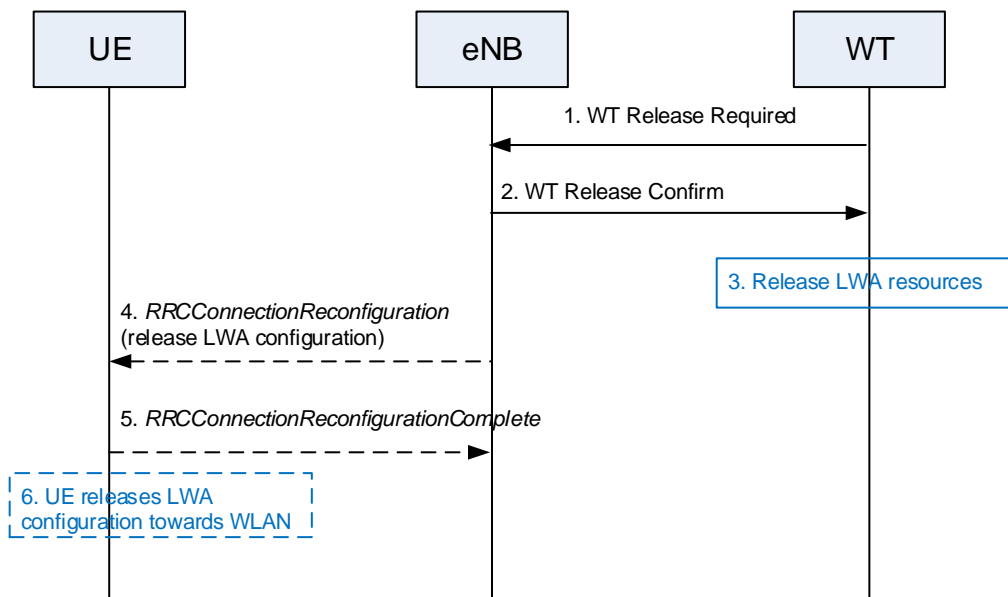 UE
eNB
WT
1. WT Release Required
2. WT Release Confirm
3. Release LWA resources
4. RRCConnectionReconfiguration
(release LWA configuration)
5. RRCConnectionReconfigurationComplete
6. UE releases LWA
configuration towards WLAN